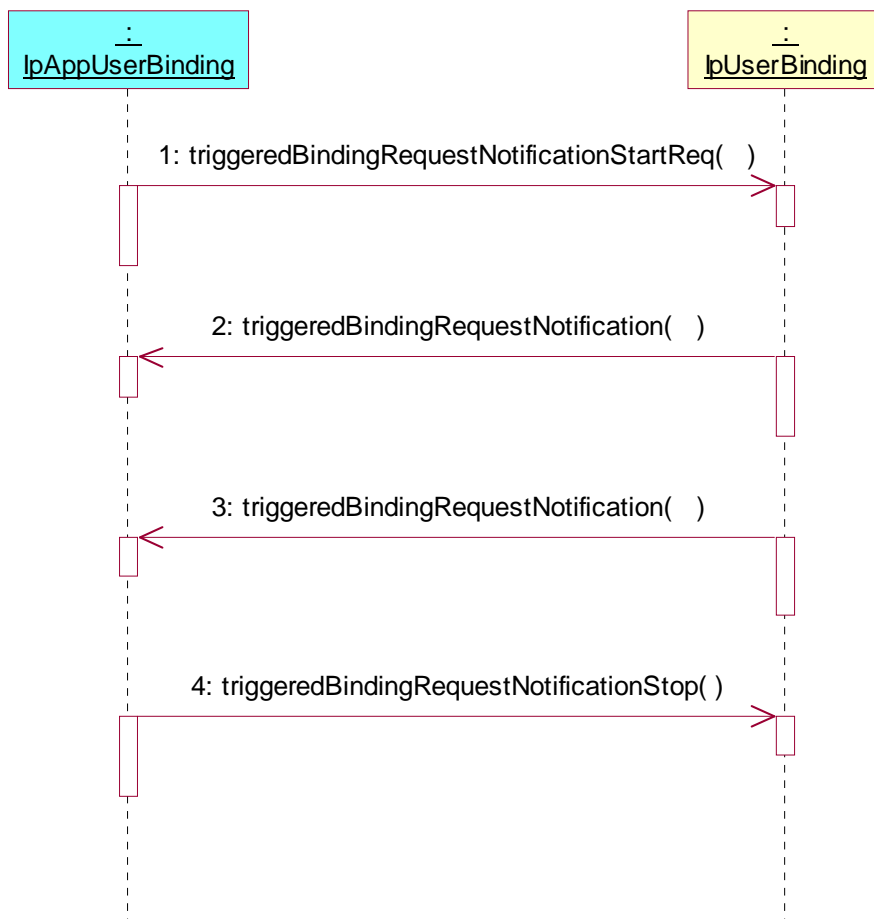 :
IpAppUserBinding
:
IpUserBinding
1: triggeredBindingRequestNotificationStartReq( )
2: triggeredBindingRequestNotification( )
3: triggeredBindingRequestNotification( )
4: triggeredBindingRequestNotificationStop( )